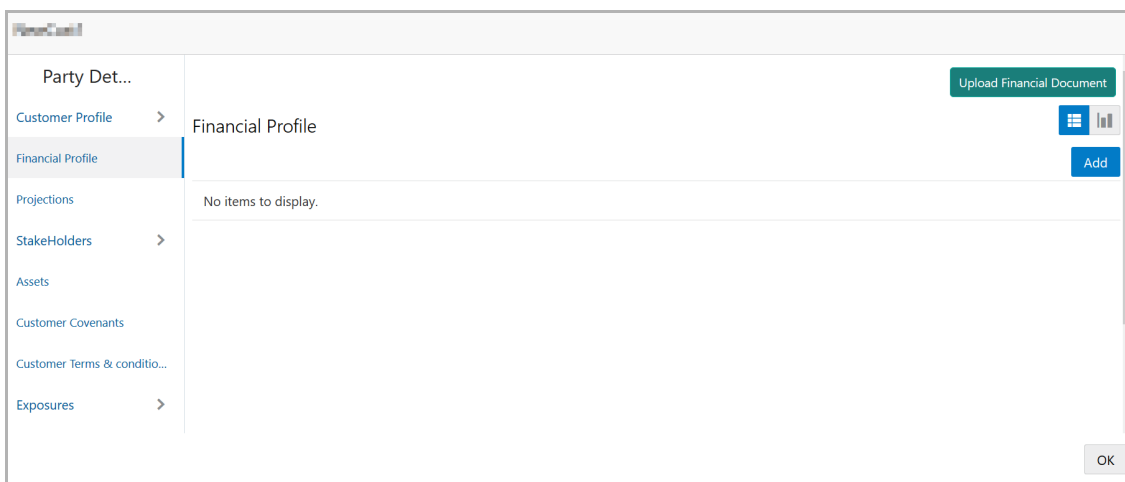 Party Det...
Upload Financial Document
Customer Profile
Financial Profile
Add
Financial Profile
Projections
No items to display.
StakeHolders
Assets
Customer Covenants
Customer Terms & conditio...
Exposures
OK